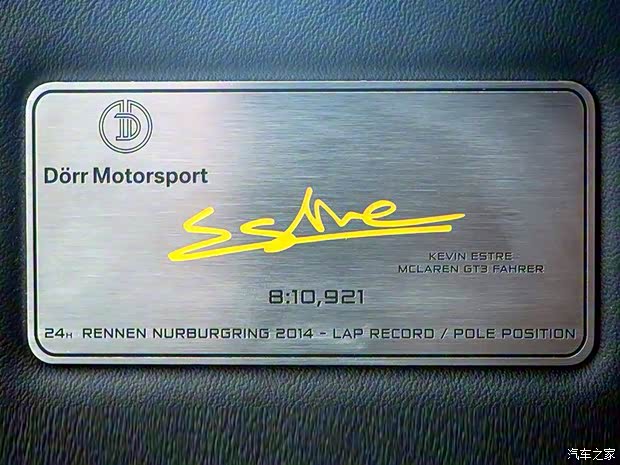 D
Dörr Motorsport
Estre
KEVIN ESTRE
MCLAREN GT3 FAHRER
8:10,921
24H RENNEN NURBURGRING 2014 - LAP RECORD / POLE POSITION
汽车之家